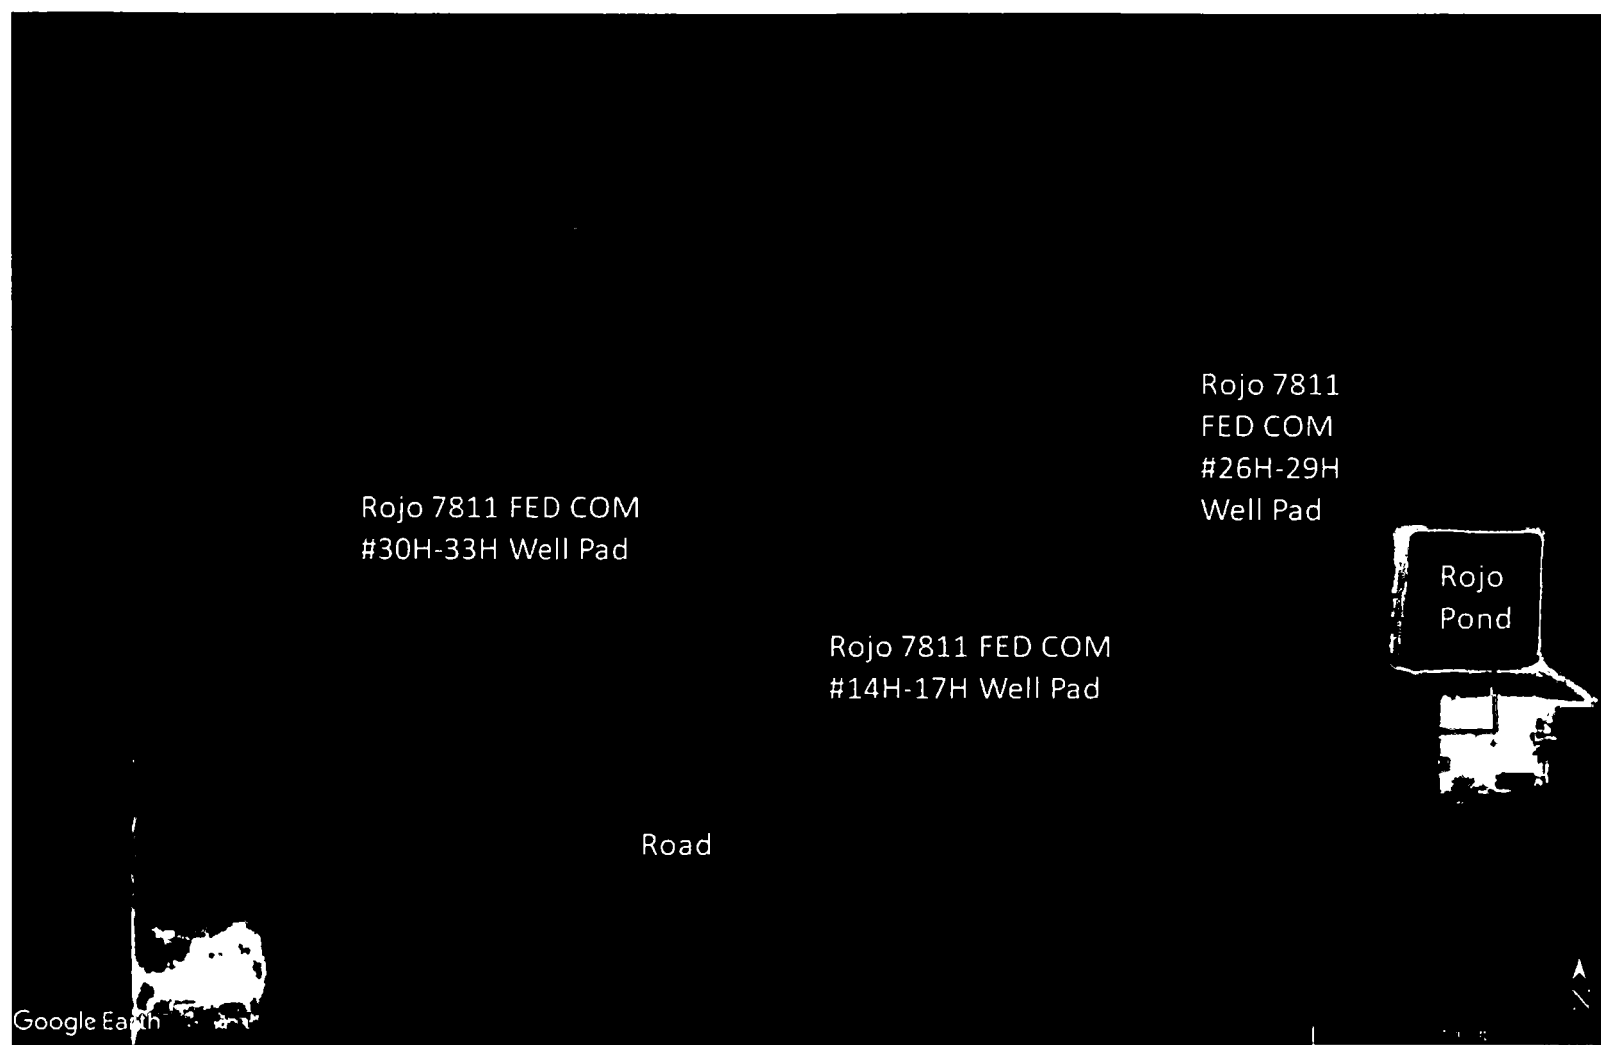 Rojo 7811
FED COM
#26H-29H
Well Pad
Rojo 7811 FED COM
#30H-33H Well Pad
Rojo
Pond
Rojo 7811 FED COM
#14H-17H Well Pad
Road
Google Earth